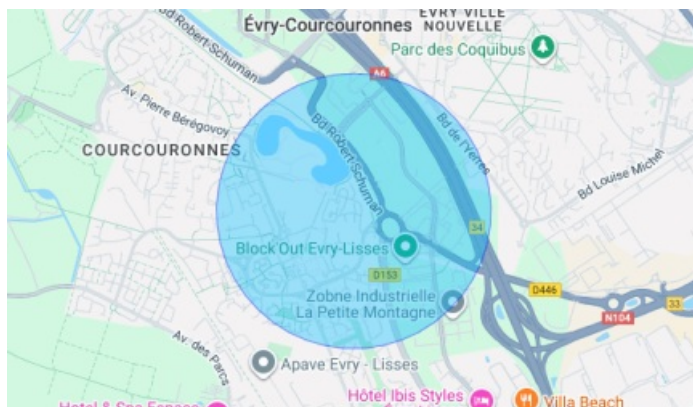 Évry-Courcouronnes
EVRY VILLE
NOUVELLE
Parc des Coquibus
Bd Robert-Schuman
A6
Av. Pierre Bérégovoy
Bd de l'Yerres
COURCOURONNES
Bd Robert-Schuman
Bd Louise Michel
34
Block'Out Evry-Lisses
D153
D446
Zobne Industrielle
La Petite Montagne
33
N104
Av. des Parcs
Apave Evry - Lisses
Hôtel Ibis Styles
Villa Beach
Hotel & Spa